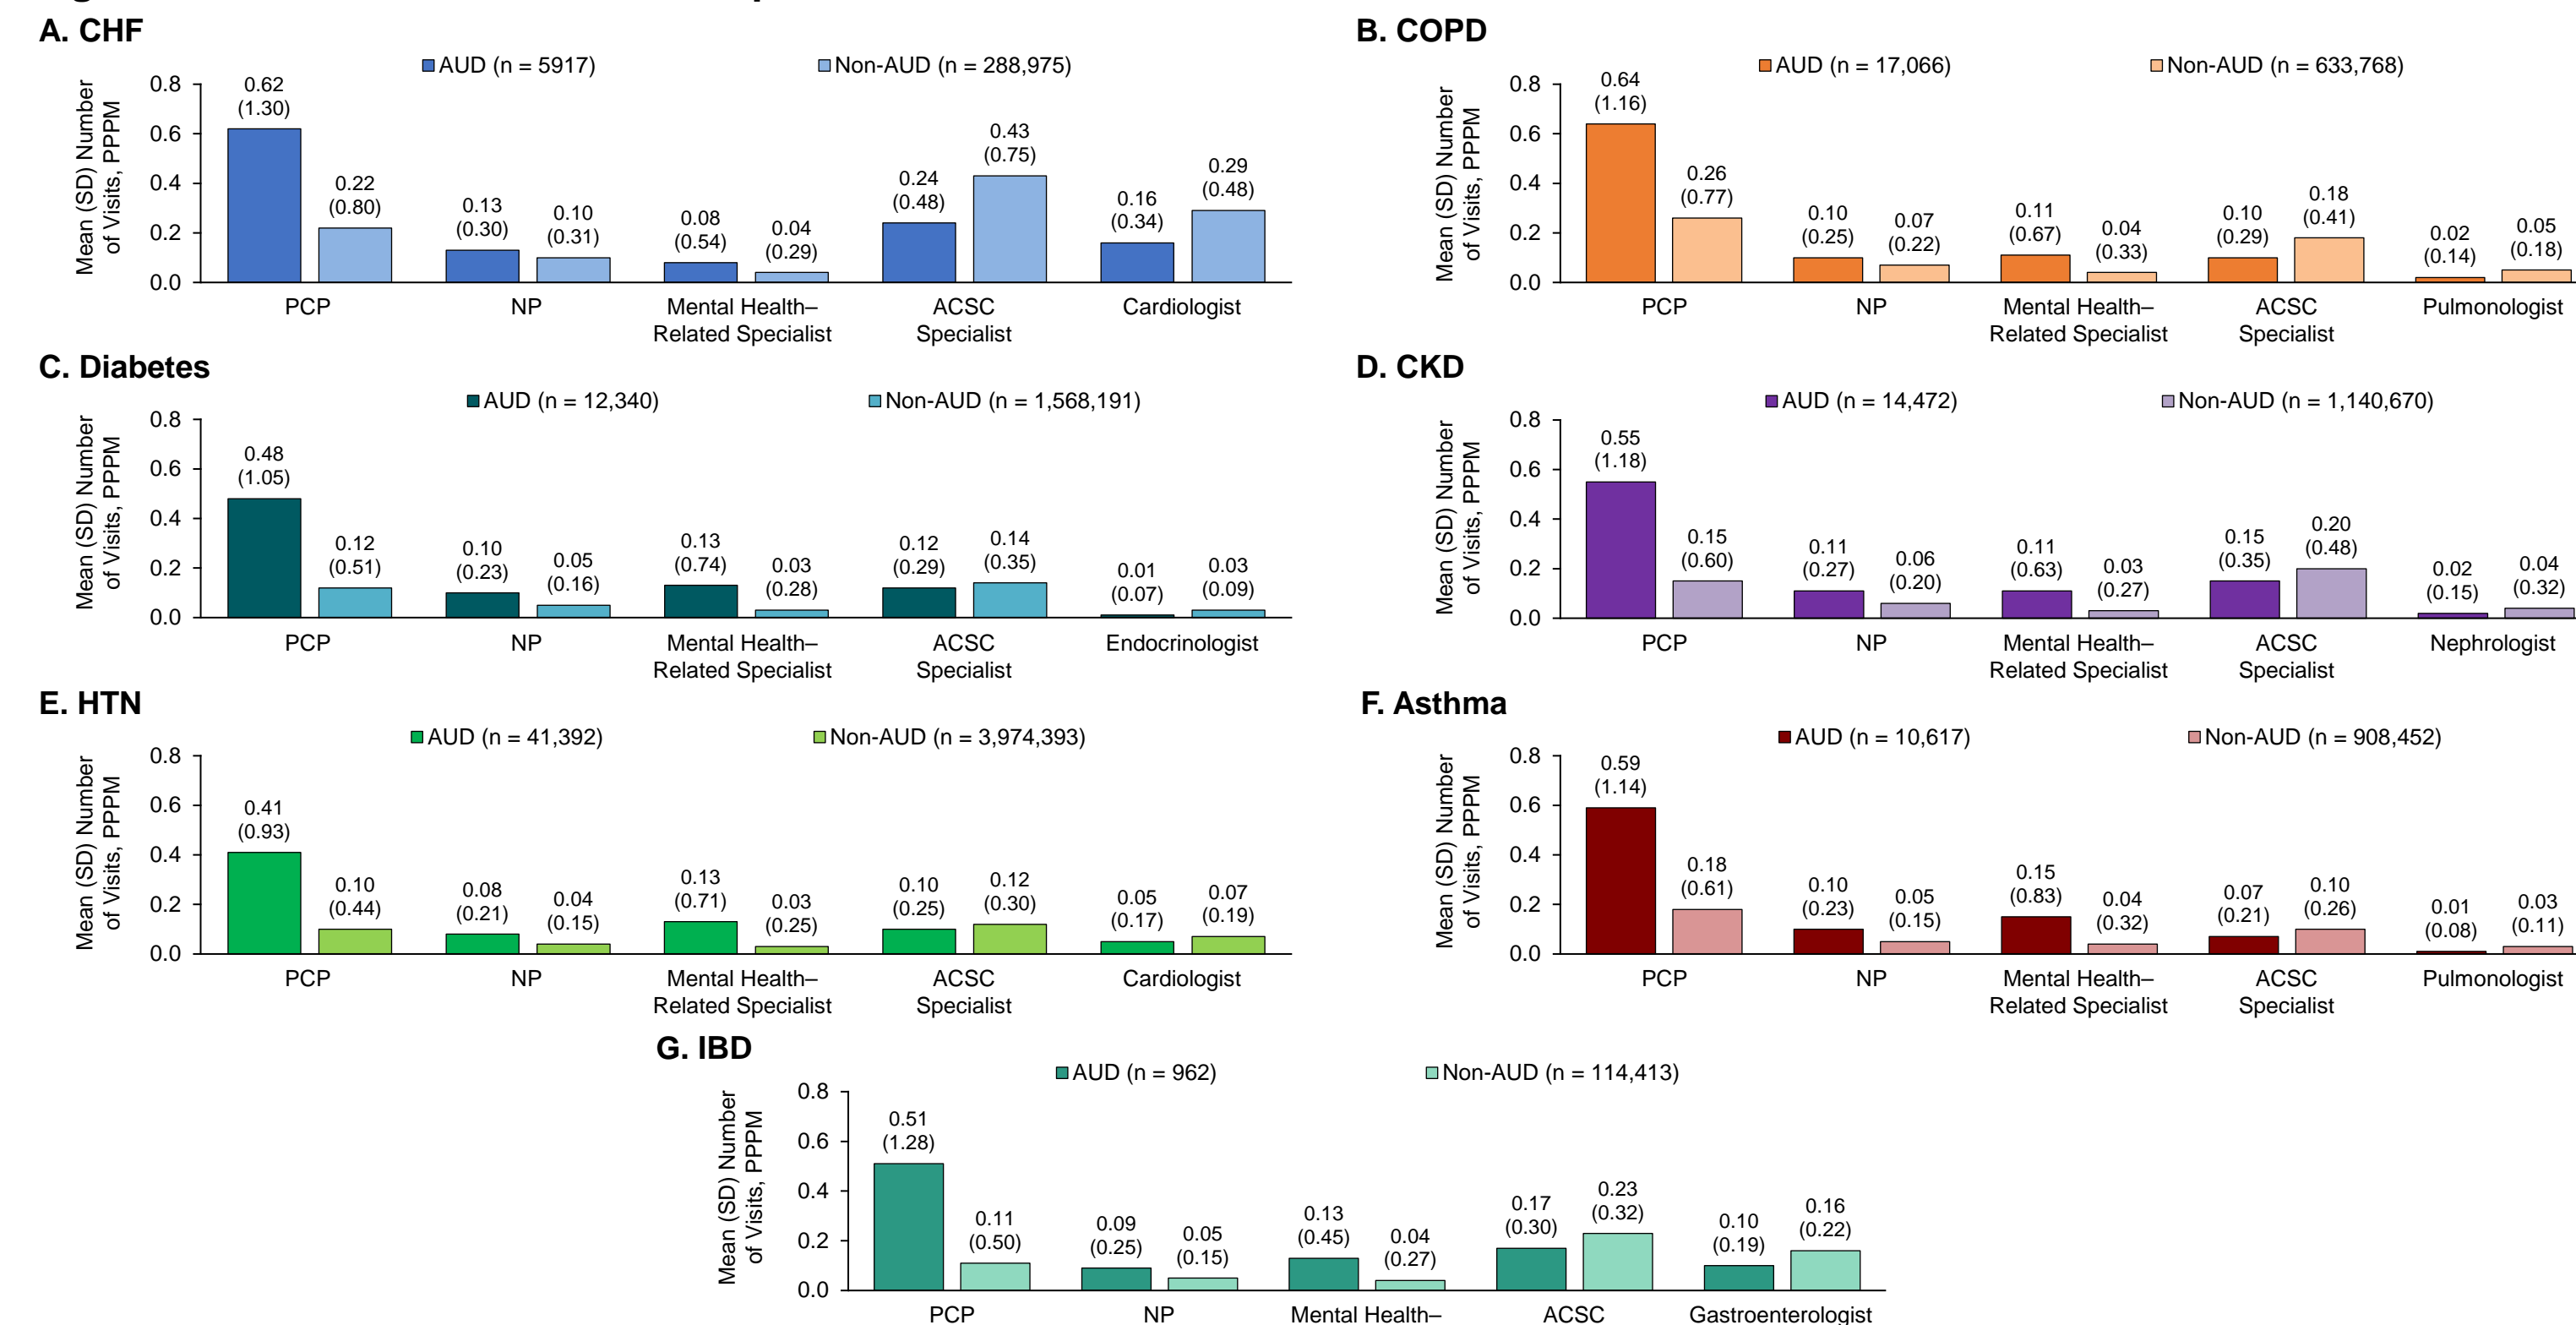 A. CHF
AUD (n = 5917)
Non-AUD (n = 288,975)
Mean (SD) Number
of Visits, PPPM
0.8
0.6
0.4
0.2
0.0
0.62
(1.30)
0.22
(0.80)
0.13
(0.30)
0.10
(0.31)
0.08
(0.54)
0.04
(0.29)
0.24
(0.48)
0.43
(0.75)
0.16
(0.34)
0.29
(0.48)
PCP
NP
Mental Health–
Related Specialist
ACSC
Specialist
Cardiologist
B. COPD
AUD (n = 17,066)
Non-AUD (n = 633,768)
Mean (SD) Number
of Visits, PPPM
0.8
0.6
0.4
0.2
0.0
0.64
(1.16)
0.26
(0.77)
0.10
(0.25)
0.07
(0.22)
0.11
(0.67)
0.04
(0.33)
0.10
(0.29)
0.18
(0.41)
0.02
(0.14)
0.05
(0.18)
PCP
NP
Mental Health–
Related Specialist
ACSC
Specialist
Pulmonologist
C. Diabetes
AUD (n = 12,340)
Non-AUD (n = 1,568,191)
Mean (SD) Number
of Visits, PPPM
0.8
0.6
0.4
0.2
0.0
0.48
(1.05)
0.12
(0.51)
0.10
(0.23)
0.05
(0.16)
0.13
(0.74)
0.03
(0.28)
0.12
(0.29)
0.14
(0.35)
0.01
(0.07)
0.03
(0.09)
PCP
NP
Mental Health–
Related Specialist
ACSC
Specialist
Endocrinologist
D. CKD
AUD (n = 14,472)
Non-AUD (n = 1,140,670)
Mean (SD) Number
of Visits, PPPM
0.8
0.6
0.4
0.2
0.0
0.55
(1.18)
0.15
(0.60)
0.11
(0.27)
0.06
(0.20)
0.11
(0.63)
0.03
(0.27)
0.15
(0.35)
0.20
(0.48)
0.02
(0.15)
0.04
(0.32)
PCP
NP
Mental Health–
Related Specialist
ACSC
Specialist
Nephrologist
E. HTN
AUD (n = 41,392)
Non-AUD (n = 3,974,393)
Mean (SD) Number
of Visits, PPPM
0.8
0.6
0.4
0.2
0.0
0.41
(0.93)
0.10
(0.44)
0.08
(0.21)
0.04
(0.15)
0.13
(0.71)
0.03
(0.25)
0.10
(0.25)
0.12
(0.30)
0.05
(0.17)
0.07
(0.19)
PCP
NP
Mental Health–
Related Specialist
ACSC
Specialist
Cardiologist
F. Asthma
AUD (n = 10,617)
Non-AUD (n = 908,452)
Mean (SD) Number
of Visits, PPPM
0.8
0.6
0.4
0.2
0.0
0.59
(1.14)
0.18
(0.61)
0.10
(0.23)
0.05
(0.15)
0.15
(0.83)
0.04
(0.32)
0.07
(0.21)
0.10
(0.26)
0.01
(0.08)
0.03
(0.11)
PCP
NP
Mental Health–
Related Specialist
ACSC
Specialist
Pulmonologist
G. IBD
AUD (n = 962)
Non-AUD (n = 114,413)
Mean (SD) Number
of Visits, PPPM
0.8
0.6
0.4
0.2
0.0
0.51
(1.28)
0.11
(0.50)
0.09
(0.25)
0.05
(0.15)
0.13
(0.45)
0.04
(0.27)
0.17
(0.30)
0.23
(0.32)
0.10
(0.19)
0.16
(0.22)
PCP
NP
Mental Health–
ACSC
Gastroenterologist